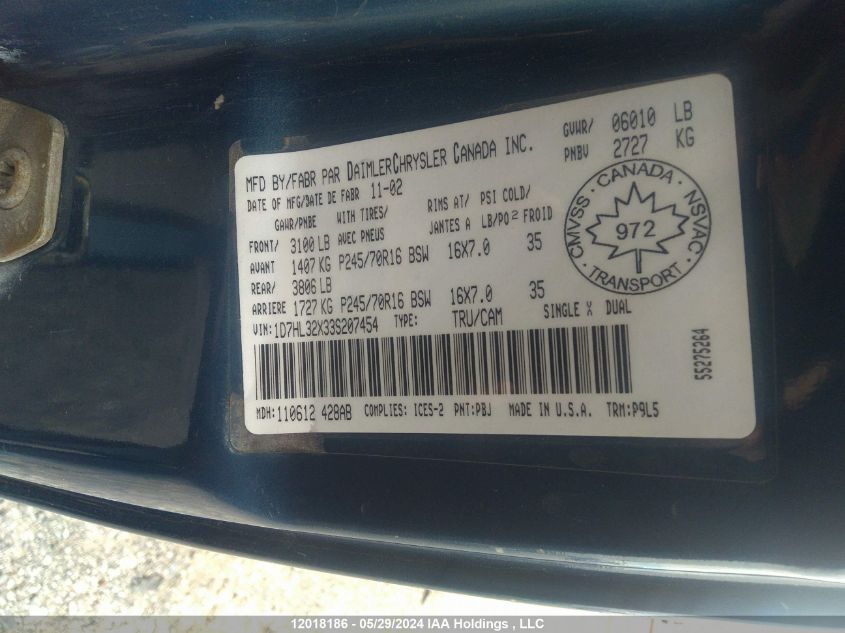 MFD BY/FABR PAR DAIMLERCHRYSLER CANADA INC.
GVWR/ 06010 LB
PNBV 2727 KG
DATE OF MFG/DATE DE FABR 11-02
GAWR/PNBE WITH TIRES/ RIMS AT/ PSI COLD/
AVEC PNEUS JANTES A LB/PO² FROID
FRONT/ 3100 LB
AVANT 1407 KG P245/70R16 BSW 16X7.0 35
REAR/ 3806 LB
ARRIERE 1727 KG P245/70R16 BSW 16X7.0 35
VIN: 1D7HL32X33S207454 TYPE: TRU/CAM SINGLE X DUAL
CANADA
CMVSS NSVAC
972
TRANSPORT
55275264
MDH: 110612 428AB COMPLIES: ICES-2 PNT:PBJ MADE IN U.S.A. TRM:P9L5
12018186 - 05/29/2024 IAA Holdings , LLC